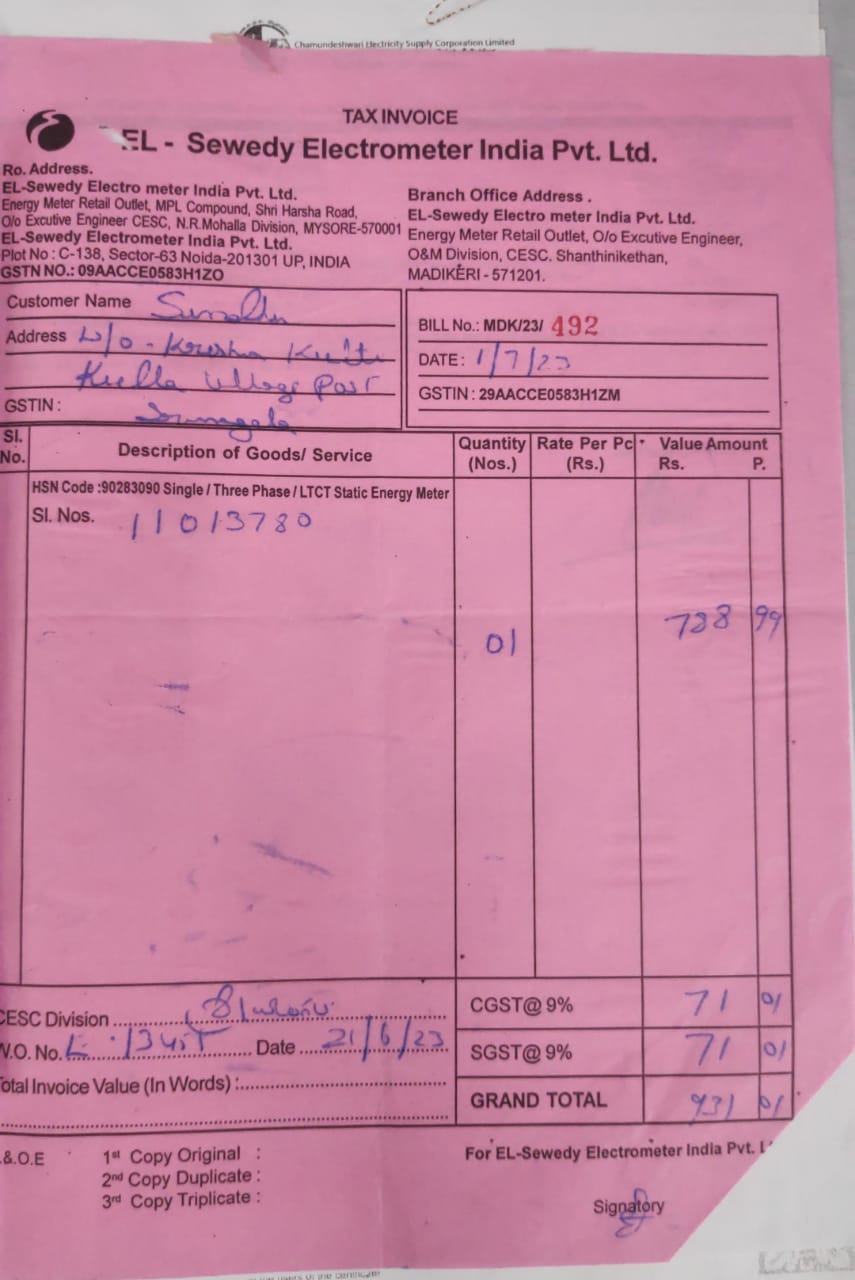 Chamundeshwari Electricity Supply Corporation Limited
TAX INVOICE
EL - Sewedy Electrometer India Pvt. Ltd.
Ro. Address.
EL-Sewedy Electro meter India Pvt. Ltd.
Energy Meter Retail Outlet, MPL Compound, Shri Harsha Road,
O/o Excutive Engineer CESC, N.R.Mohalla Division, MYSORE-570001
EL-Sewedy Electrometer India Pvt. Ltd.
Plot No : C-138, Sector-63 Noida-201301 UP, INDIA
GSTN NO.: 09AACCE0583H1ZO
Branch Office Address .
EL-Sewedy Electro meter India Pvt. Ltd.
Energy Meter Retail Outlet, O/o Excutive Engineer,
O&M Division, CESC. Shanthinikethan,
MADIKERI - 571201.
Customer Name
Address W/o - Kutti
Village Post
GSTIN :
BILL No.: MDK/23/ 492
DATE : 1/7/23
GSTIN : 29AACCE0583H1ZM
Sl. No. Description of Goods/ Service Quantity (Nos.) Rate Per Pc (Rs.) Value Amount Rs. P.
HSN Code :90283090 Single / Three Phase / LTCT Static Energy Meter
Sl. Nos. 11013780
01 788 99
CESC Division
W.O. No. Date 21/6/23
Total Invoice Value (In Words) :
CGST@ 9% 71 01
SGST@ 9% 71 01
GRAND TOTAL 931 01
.&.O.E
1st Copy Original :
2nd Copy Duplicate :
3rd Copy Triplicate :
For EL-Sewedy Electrometer India Pvt. L
Signatory